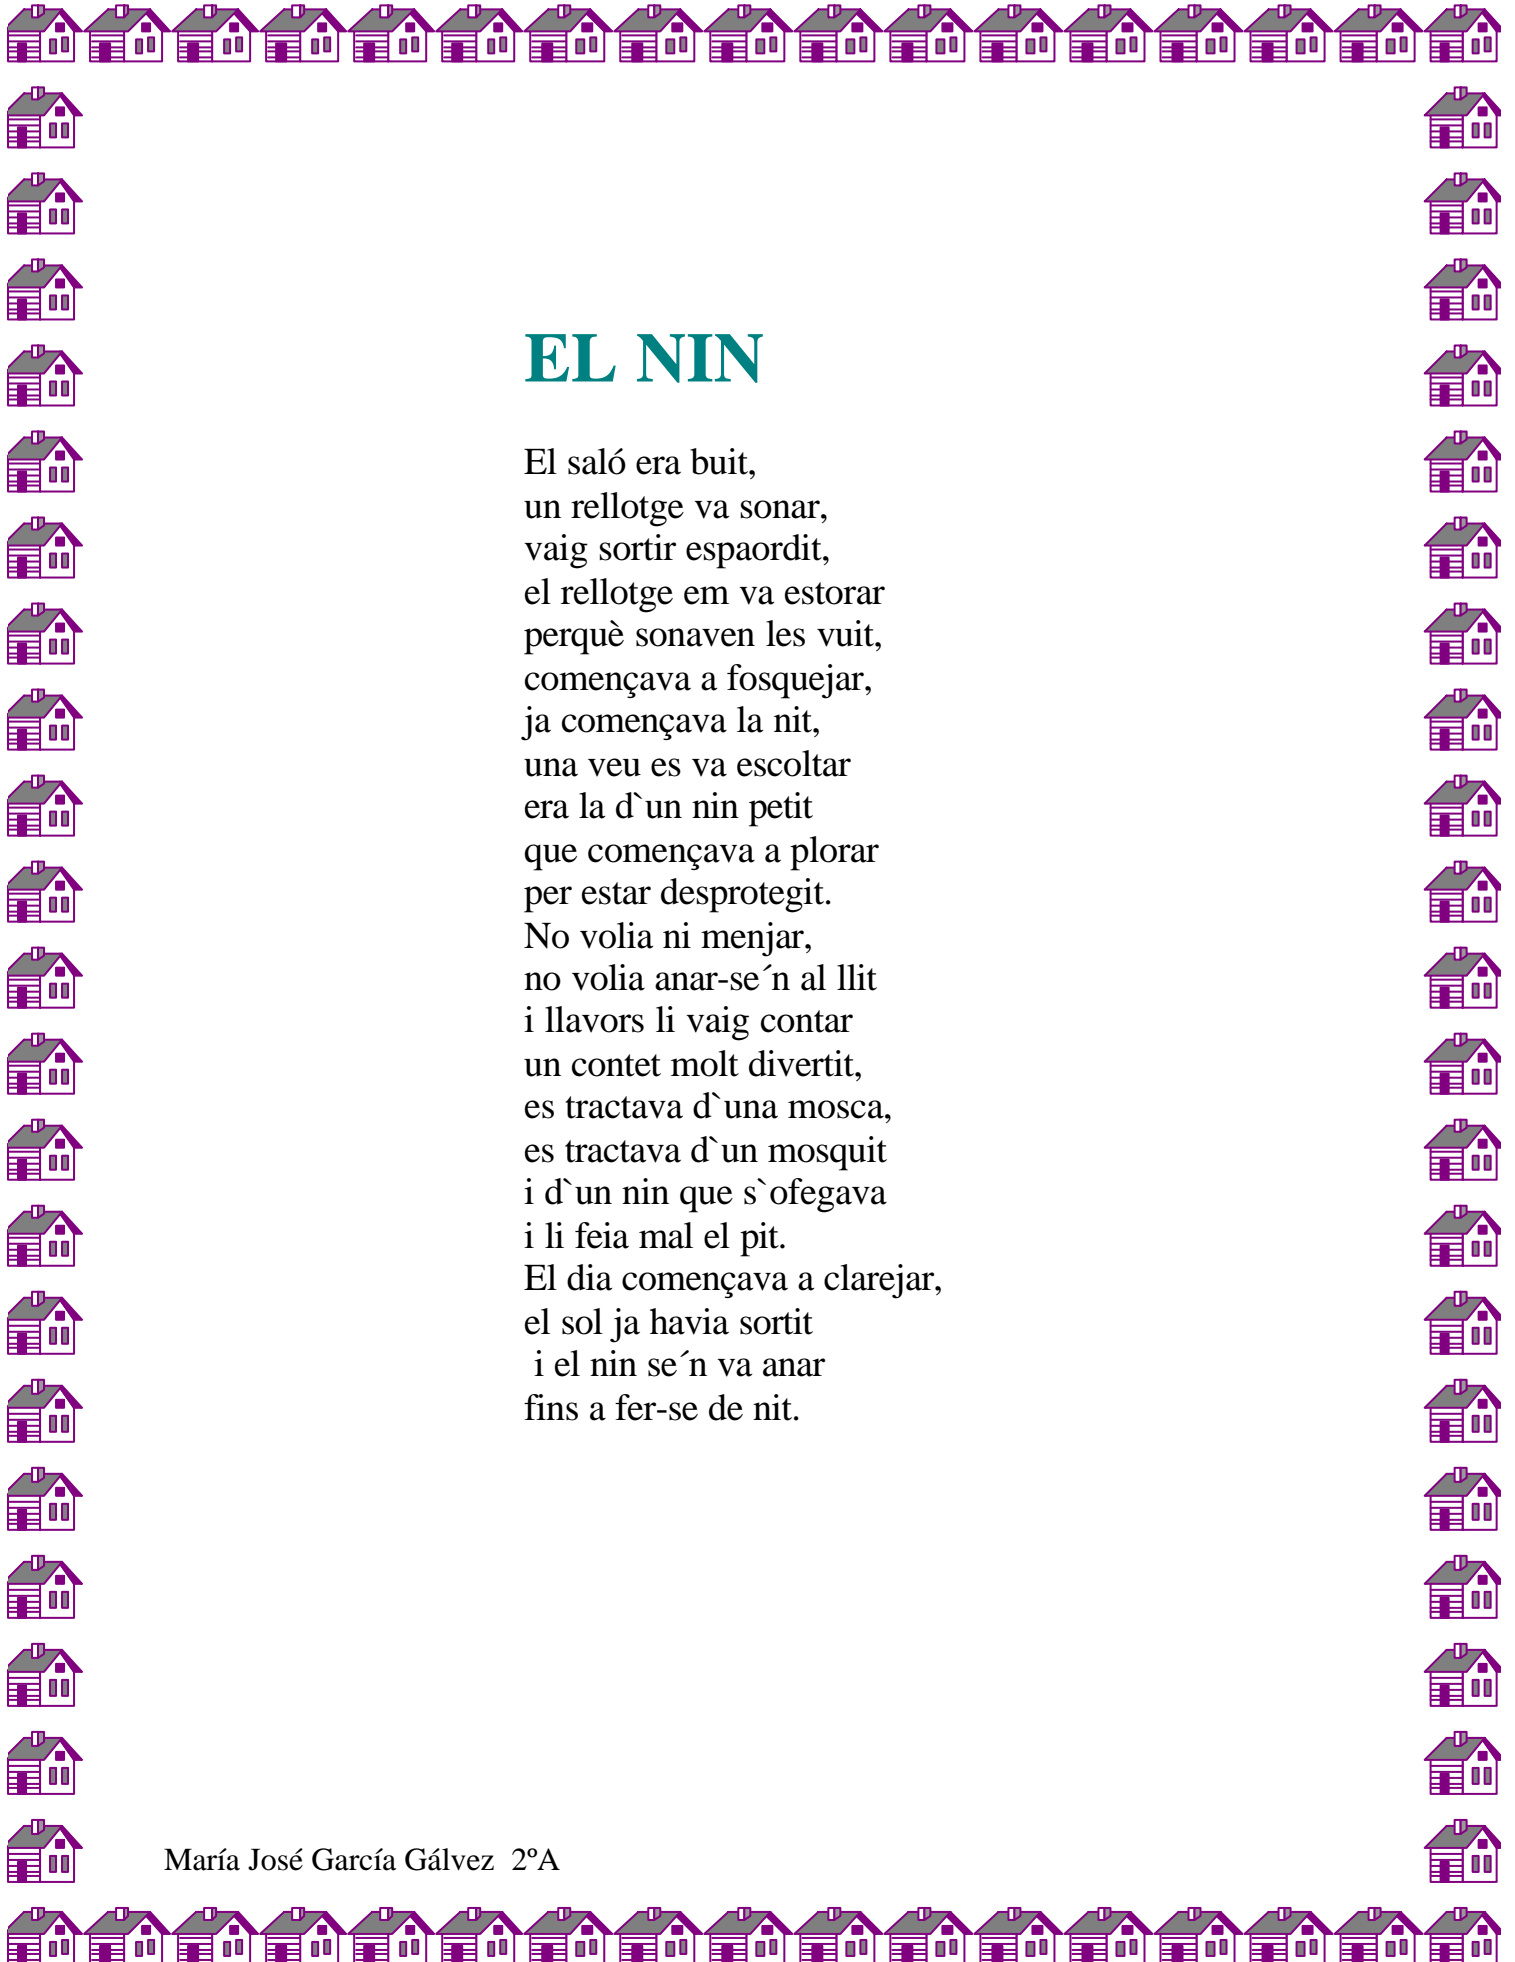 EL NIN
El saló era buit,
un rellotge va sonar,
vaig sortir espaordit,
el rellotge em va estorar
perquè sonaven les vuit,
començava a fosquejar,
ja començava la nit,
una veu es va escoltar
era la d`un nin petit
que començava a plorar
per estar desprotegit.
No volia ni menjar,
no volia anar-se´n al llit
i llavors li vaig contar
un contet molt divertit,
es tractava d`una mosca,
es tractava d`un mosquit
i d`un nin que s`ofegava
i li feia mal el pit.
El dia començava a clarejar,
el sol ja havia sortit
i el nin se´n va anar
fins a fer-se de nit.
María José García Gálvez  2ºA